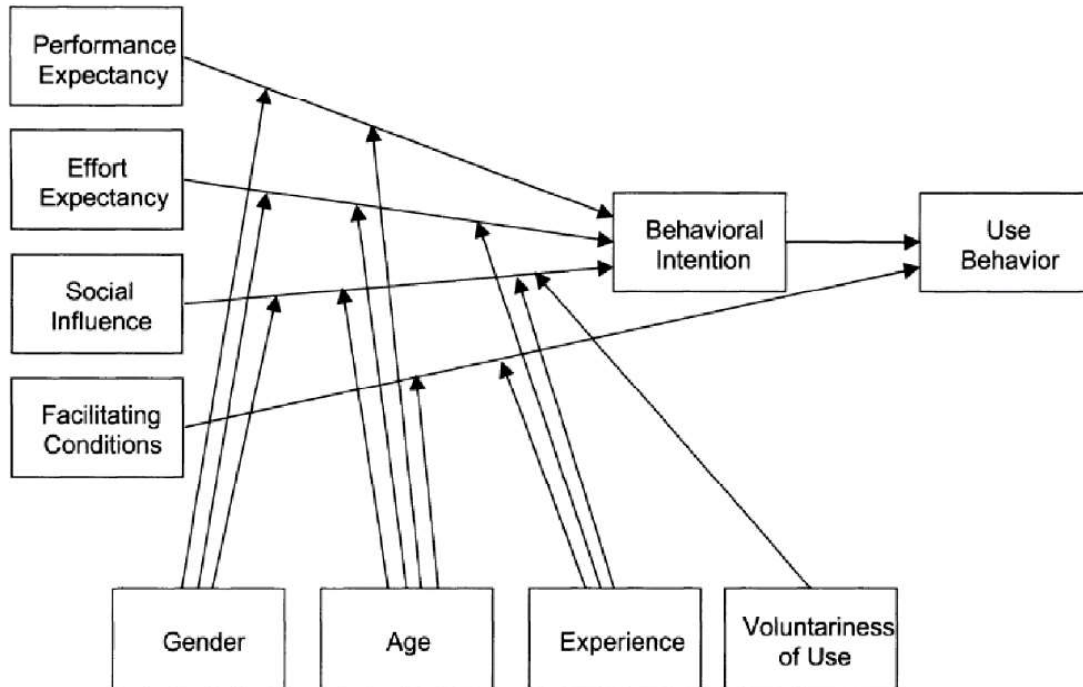 Performance
Expectancy
Effort
Expectancy
Social
Influence
Facilitating
Conditions
Behavioral
Intention
Use
Behavior
Gender
Age
Experience
Voluntariness
of Use